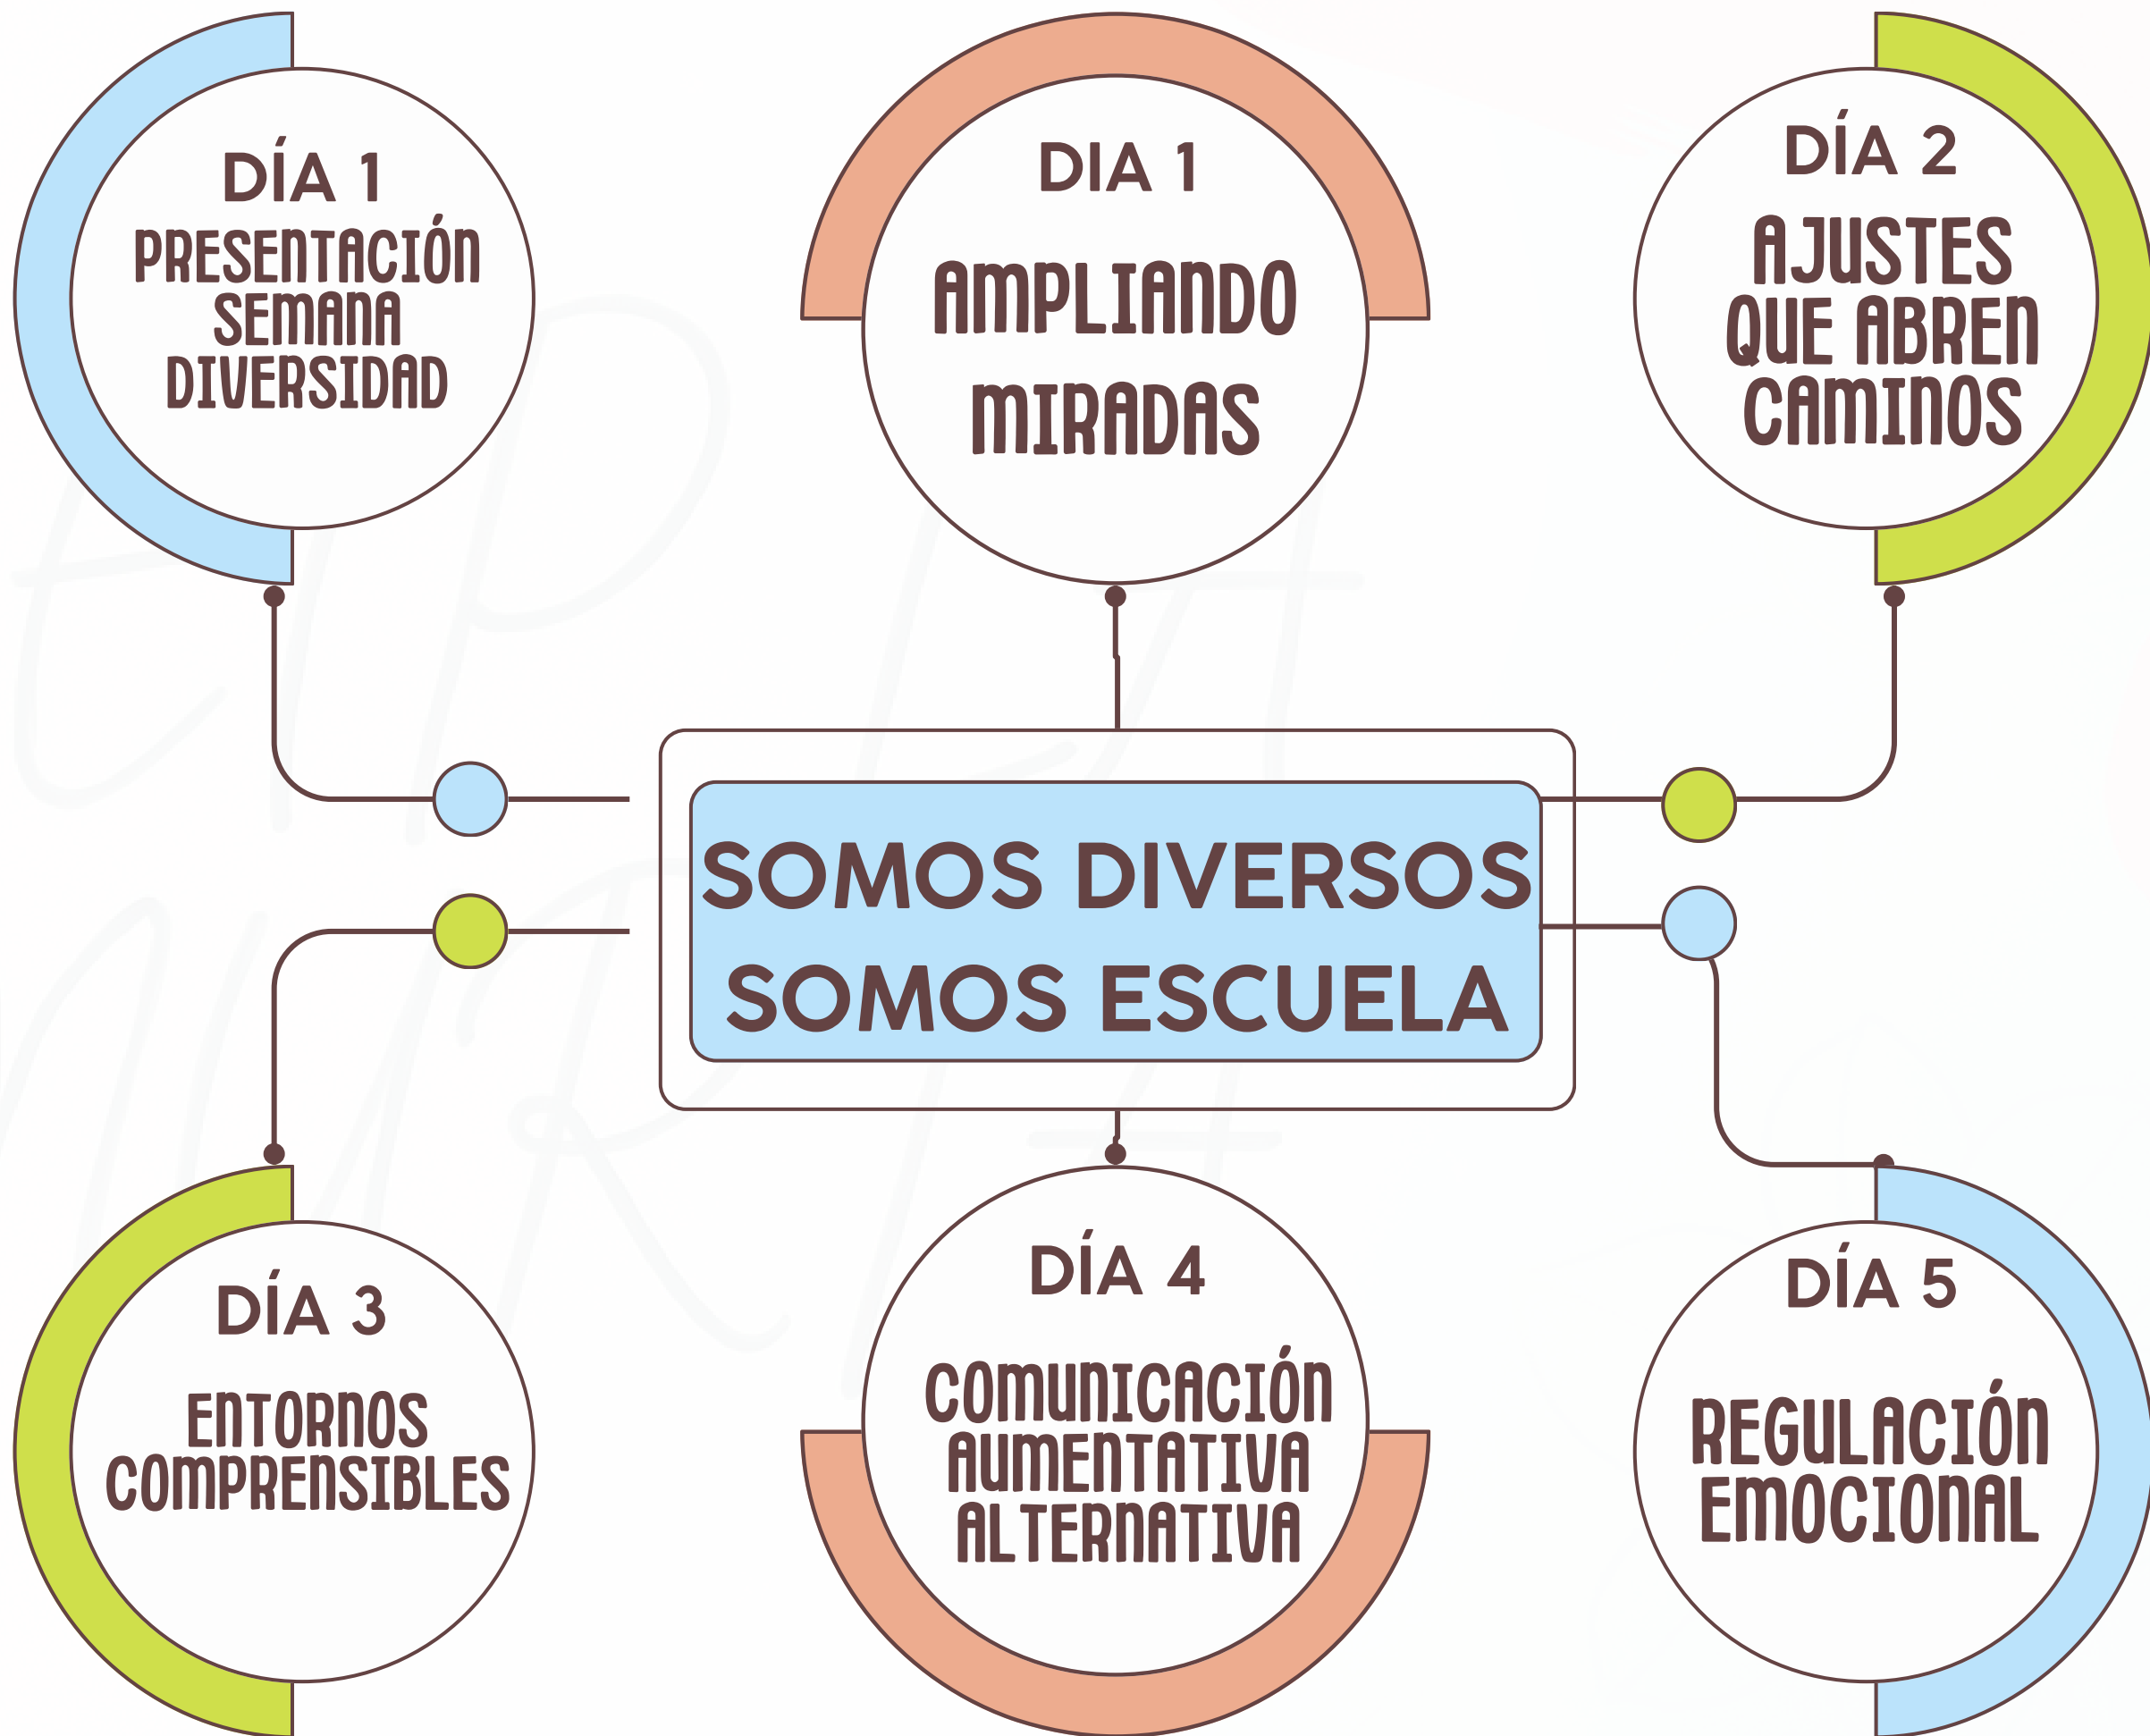 DÍA 1
PRESENTACIÓN
SEMANA
DIVERSIDAD
DIA 1
AMPLIANDO
MIRADAS
DÍA 2
AJUSTES
QUE ABREN
CAMINOS
SOMOS DIVERSOS
SOMOS ESCUELA
DÍA 3
ENTORNOS
COMPRENSIBLES
DÍA 4
COMUNICACIÓN
AUMENTATIVA
ALTERNATIVA
DÍA 5
REGULACIÓN
EMOCIONAL